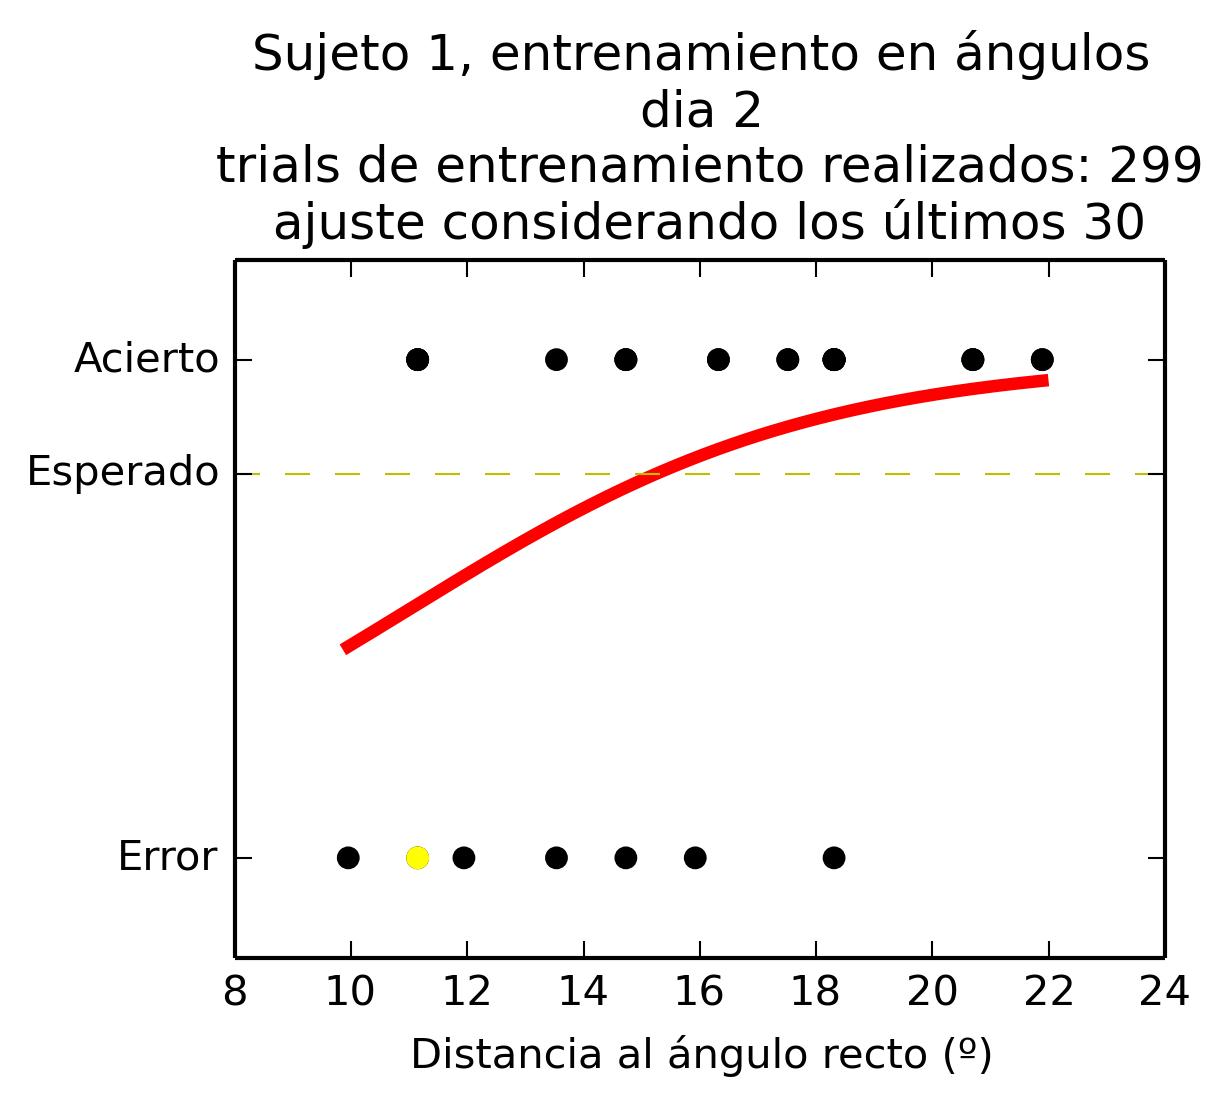 Sujeto 1, entrenamiento en ángulos
dia 2
trials de entrenamiento realizados: 299
ajuste considerando los últimos 30
Acierto
Esperado
Error
8 10 12 14 16 18 20 22 24
Distancia al ángulo recto (º)